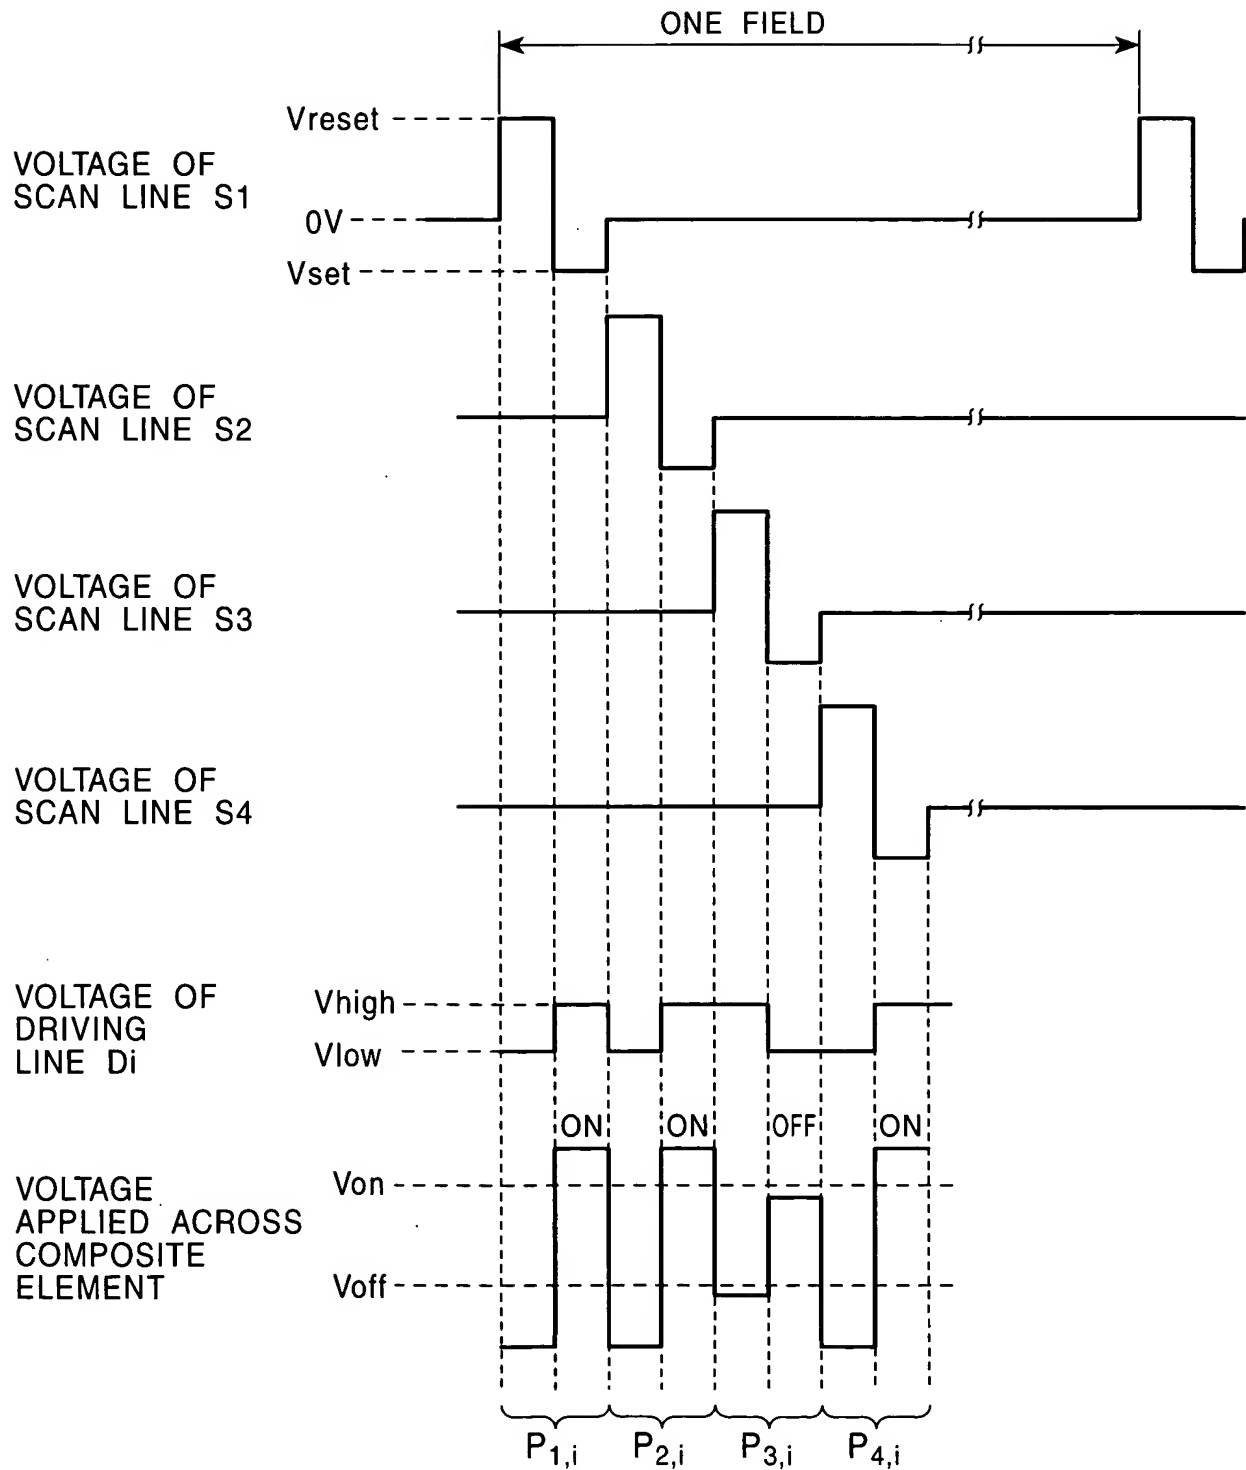 ONE FIELD
Vreset
VOLTAGE OF
SCAN LINE S1
0V
Vset
VOLTAGE OF
SCAN LINE S2
VOLTAGE OF
SCAN LINE S3
VOLTAGE OF
SCAN LINE S4
VOLTAGE OF
DRIVING
LINE Di
Vhigh
Vlow
ON ON OFF ON
VOLTAGE
APPLIED ACROSS
COMPOSITE
ELEMENT
Von
Voff
P1,i P2,i P3,i P4,i